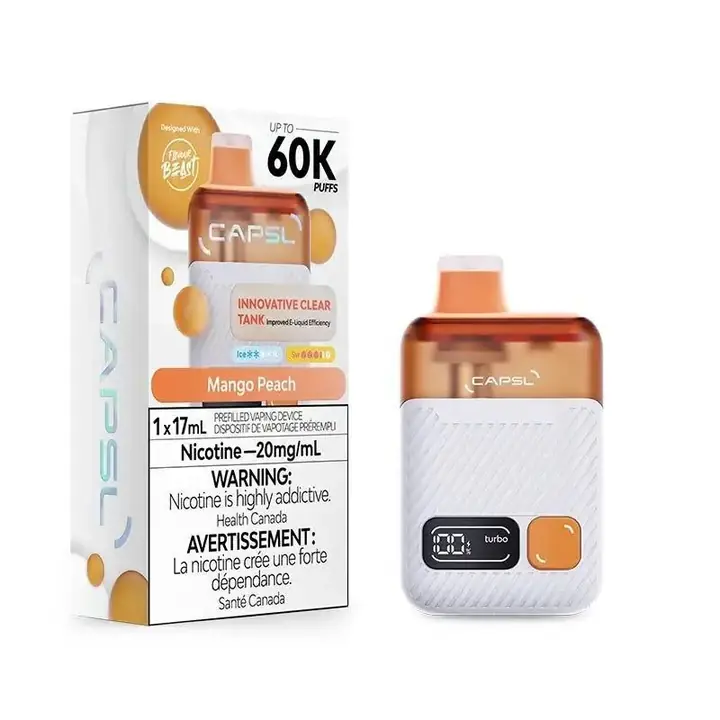 Designed With
FLAVOUR
BEAST
UP TO
60K
PUFFS
CAPSL
INNOVATIVE CLEAR
TANK Improved E-Liquid Efficiency
Ice
Mango Peach
1 x 17mL PREFILLED VAPING DEVICE
DISPOSITIF DE VAPOTAGE PRÉREMPLI
Nicotine —20mg/mL
WARNING:
Nicotine is highly addictive.
Health Canada
AVERTISSEMENT:
La nicotine crée une forte
dépendance.
Santé Canada
CAPSL
CAPSL
100%
turbo